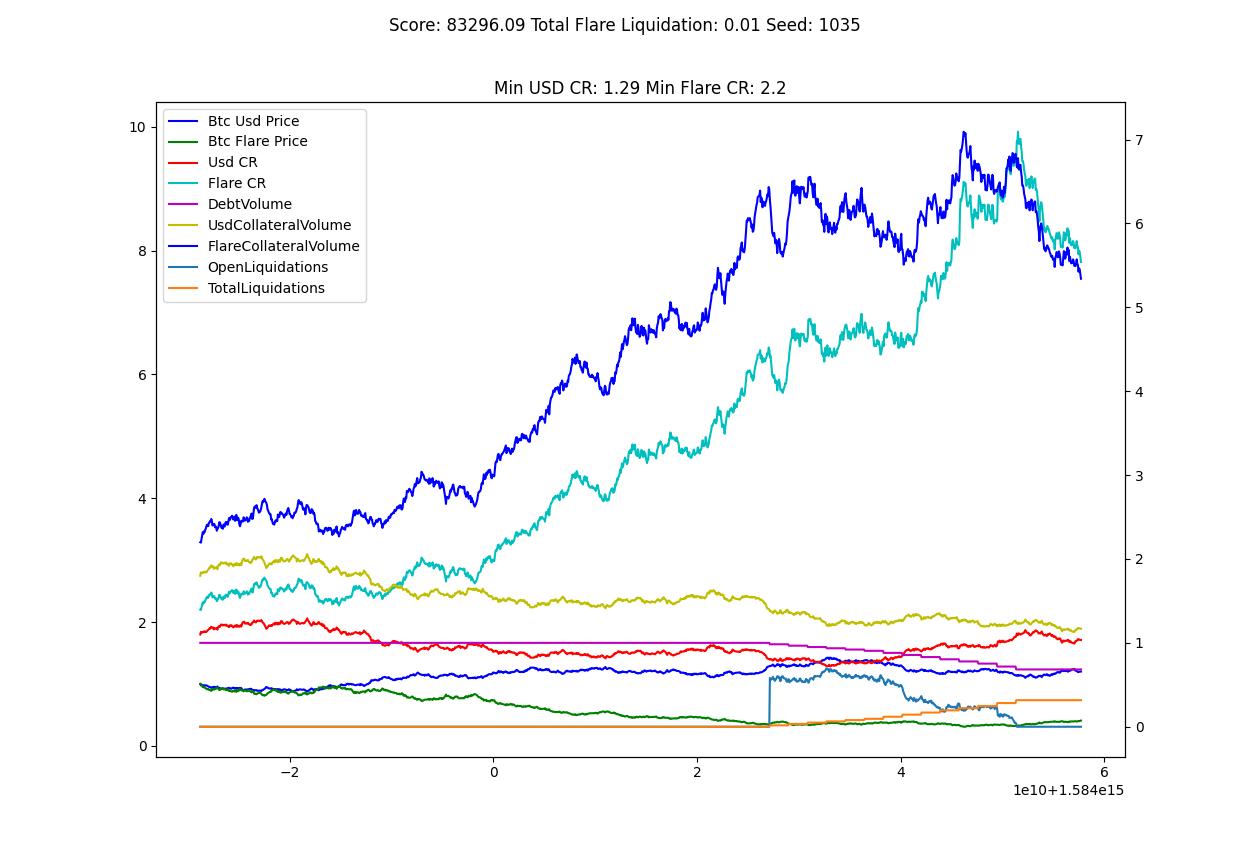 Score: 83296.09 Total Flare Liquidation: 0.01 Seed: 1035
Min USD CR: 1.29 Min Flare CR: 2.2
Btc Usd Price
Btc Flare Price
Usd CR
Flare CR
DebtVolume
UsdCollateralVolume
FlareCollateralVolume
OpenLiquidations
TotalLiquidations
10
8
6
4
2
0
7
6
5
4
3
2
1
0
−2
0
2
4
6
1e10+1.584e15